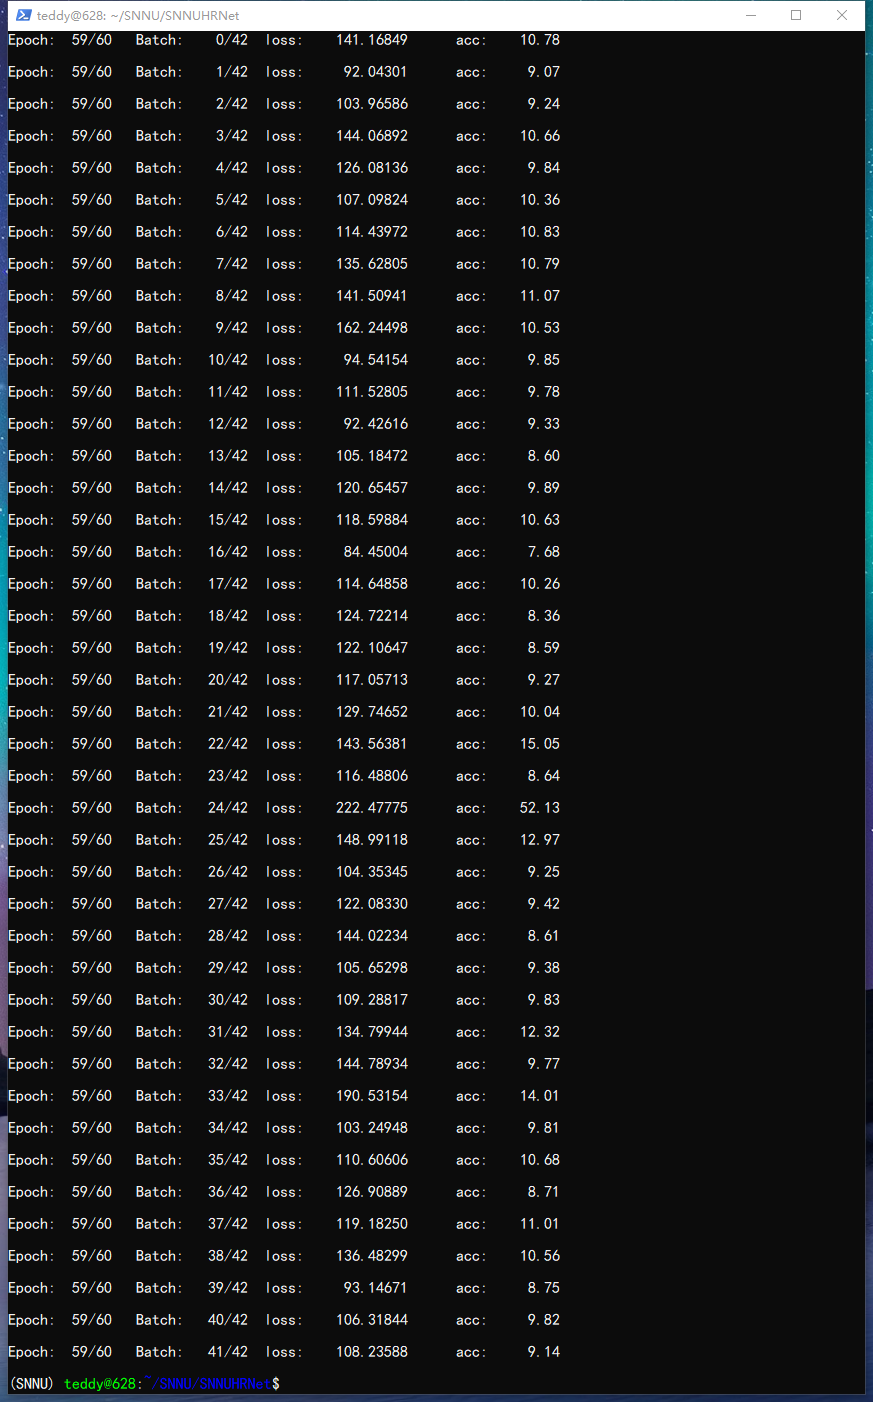 teddy@628: ~/SNNU/SNNUHRNet
Epoch: 59/60 Batch: 0/42 loss: 141.16849 acc: 10.78
Epoch: 59/60 Batch: 1/42 loss: 92.04301 acc: 9.07
Epoch: 59/60 Batch: 2/42 loss: 103.96586 acc: 9.24
Epoch: 59/60 Batch: 3/42 loss: 144.06892 acc: 10.66
Epoch: 59/60 Batch: 4/42 loss: 126.08136 acc: 9.84
Epoch: 59/60 Batch: 5/42 loss: 107.09824 acc: 10.36
Epoch: 59/60 Batch: 6/42 loss: 114.43972 acc: 10.83
Epoch: 59/60 Batch: 7/42 loss: 135.62805 acc: 10.79
Epoch: 59/60 Batch: 8/42 loss: 141.50941 acc: 11.07
Epoch: 59/60 Batch: 9/42 loss: 162.24498 acc: 10.53
Epoch: 59/60 Batch: 10/42 loss: 94.54154 acc: 9.85
Epoch: 59/60 Batch: 11/42 loss: 111.52805 acc: 9.78
Epoch: 59/60 Batch: 12/42 loss: 92.42616 acc: 9.33
Epoch: 59/60 Batch: 13/42 loss: 105.18472 acc: 8.60
Epoch: 59/60 Batch: 14/42 loss: 120.65457 acc: 9.89
Epoch: 59/60 Batch: 15/42 loss: 118.59884 acc: 10.63
Epoch: 59/60 Batch: 16/42 loss: 84.45004 acc: 7.68
Epoch: 59/60 Batch: 17/42 loss: 114.64858 acc: 10.26
Epoch: 59/60 Batch: 18/42 loss: 124.72214 acc: 8.36
Epoch: 59/60 Batch: 19/42 loss: 122.10647 acc: 8.59
Epoch: 59/60 Batch: 20/42 loss: 117.05713 acc: 9.27
Epoch: 59/60 Batch: 21/42 loss: 129.74652 acc: 10.04
Epoch: 59/60 Batch: 22/42 loss: 143.56381 acc: 15.05
Epoch: 59/60 Batch: 23/42 loss: 116.48806 acc: 8.64
Epoch: 59/60 Batch: 24/42 loss: 222.47775 acc: 52.13
Epoch: 59/60 Batch: 25/42 loss: 148.99118 acc: 12.97
Epoch: 59/60 Batch: 26/42 loss: 104.35345 acc: 9.25
Epoch: 59/60 Batch: 27/42 loss: 122.08330 acc: 9.42
Epoch: 59/60 Batch: 28/42 loss: 144.02234 acc: 8.61
Epoch: 59/60 Batch: 29/42 loss: 105.65298 acc: 9.38
Epoch: 59/60 Batch: 30/42 loss: 109.28817 acc: 9.83
Epoch: 59/60 Batch: 31/42 loss: 134.79944 acc: 12.32
Epoch: 59/60 Batch: 32/42 loss: 144.78934 acc: 9.77
Epoch: 59/60 Batch: 33/42 loss: 190.53154 acc: 14.01
Epoch: 59/60 Batch: 34/42 loss: 103.24948 acc: 9.81
Epoch: 59/60 Batch: 35/42 loss: 110.60606 acc: 10.68
Epoch: 59/60 Batch: 36/42 loss: 126.90889 acc: 8.71
Epoch: 59/60 Batch: 37/42 loss: 119.18250 acc: 11.01
Epoch: 59/60 Batch: 38/42 loss: 136.48299 acc: 10.56
Epoch: 59/60 Batch: 39/42 loss: 93.14671 acc: 8.75
Epoch: 59/60 Batch: 40/42 loss: 106.31844 acc: 9.82
Epoch: 59/60 Batch: 41/42 loss: 108.23588 acc: 9.14
(SNNU) teddy@628:~/SNNU/SNNUHRNet$